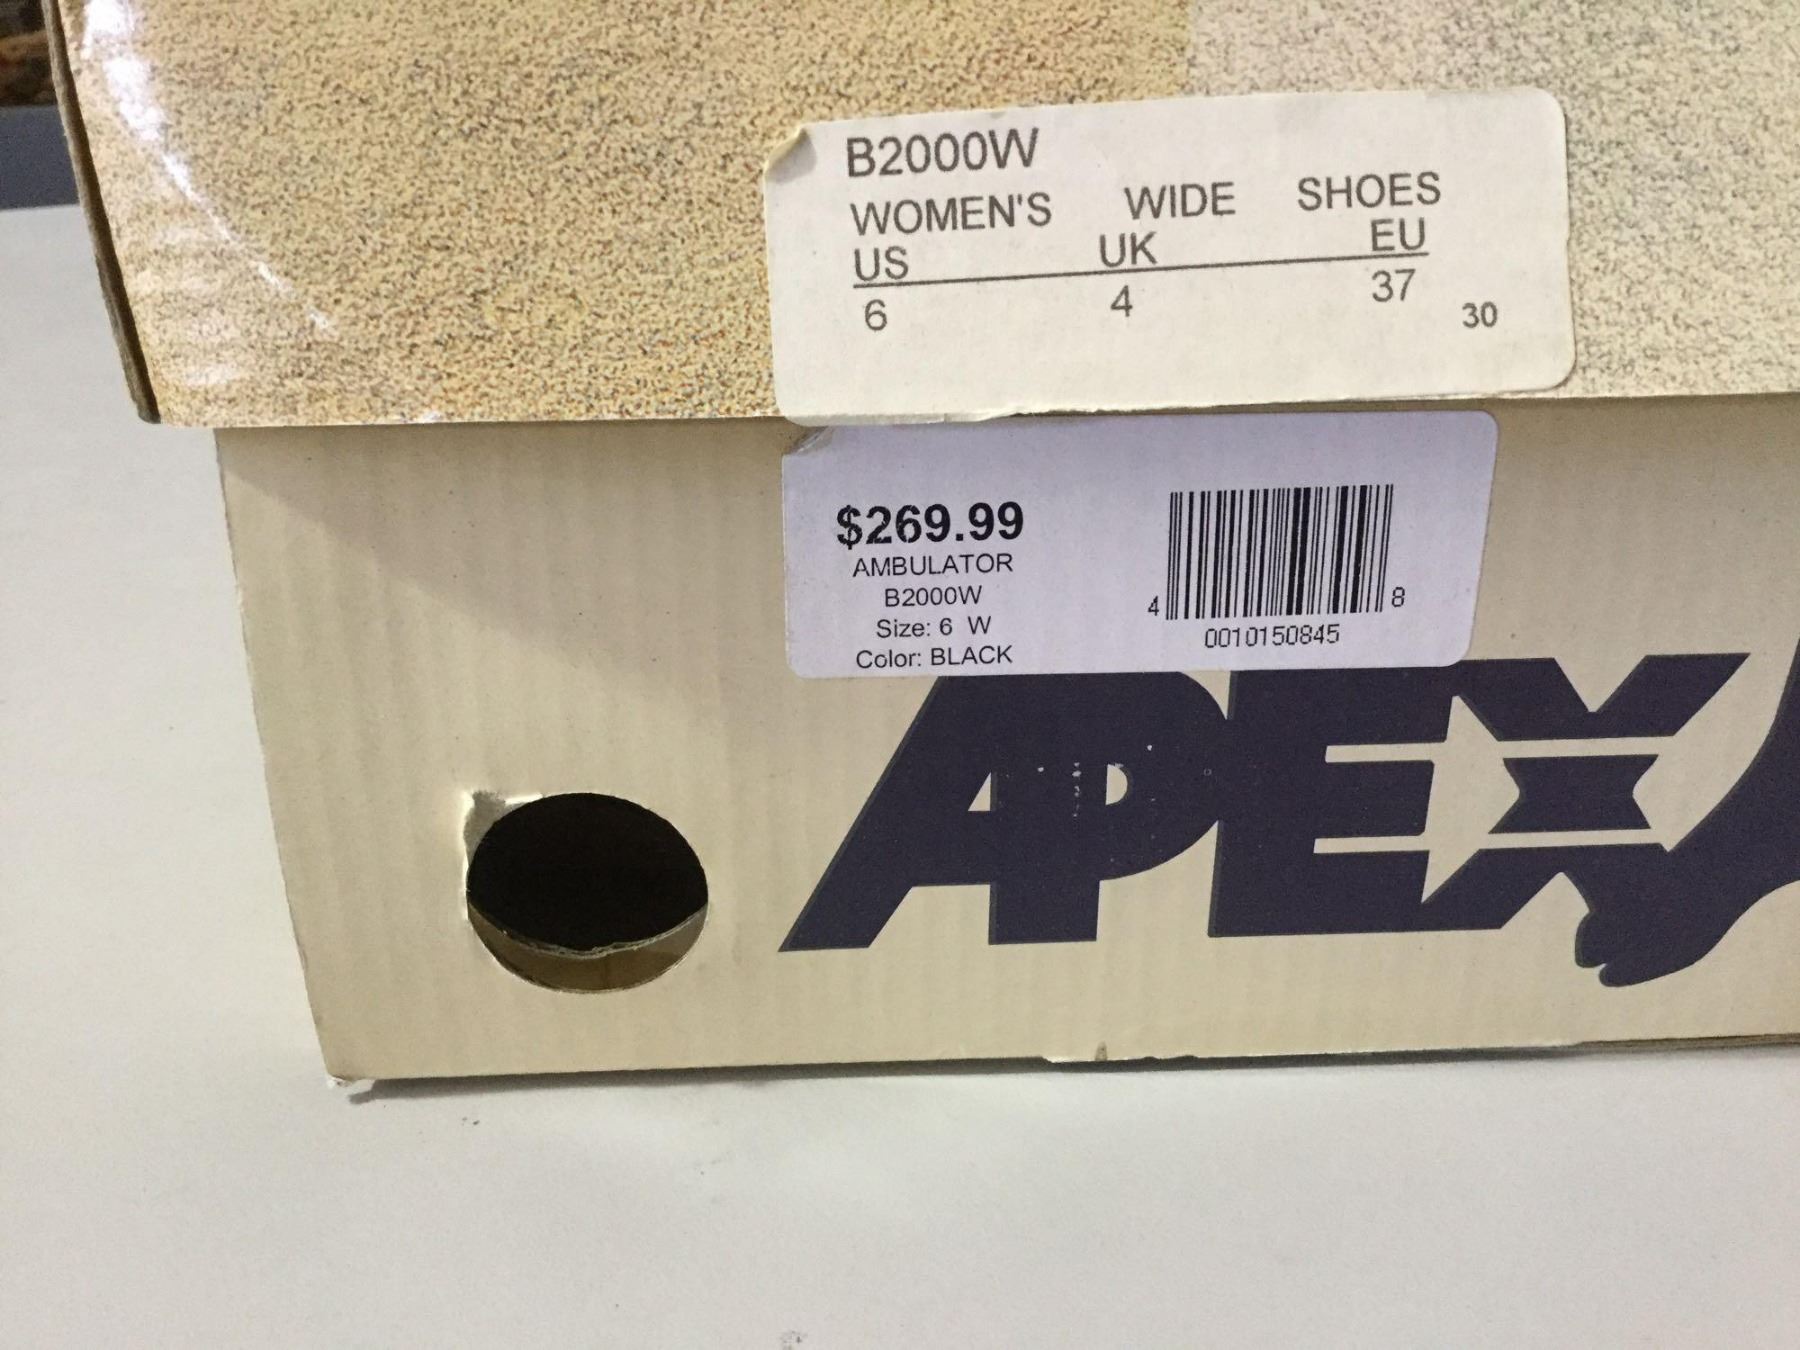 B2000W
WOMEN'S WIDE SHOES
US UK EU
6 4 37 30
$269.99
AMBULATOR
B2000W
Size: 6 W
Color: BLACK
4 0010150845 8
APEX